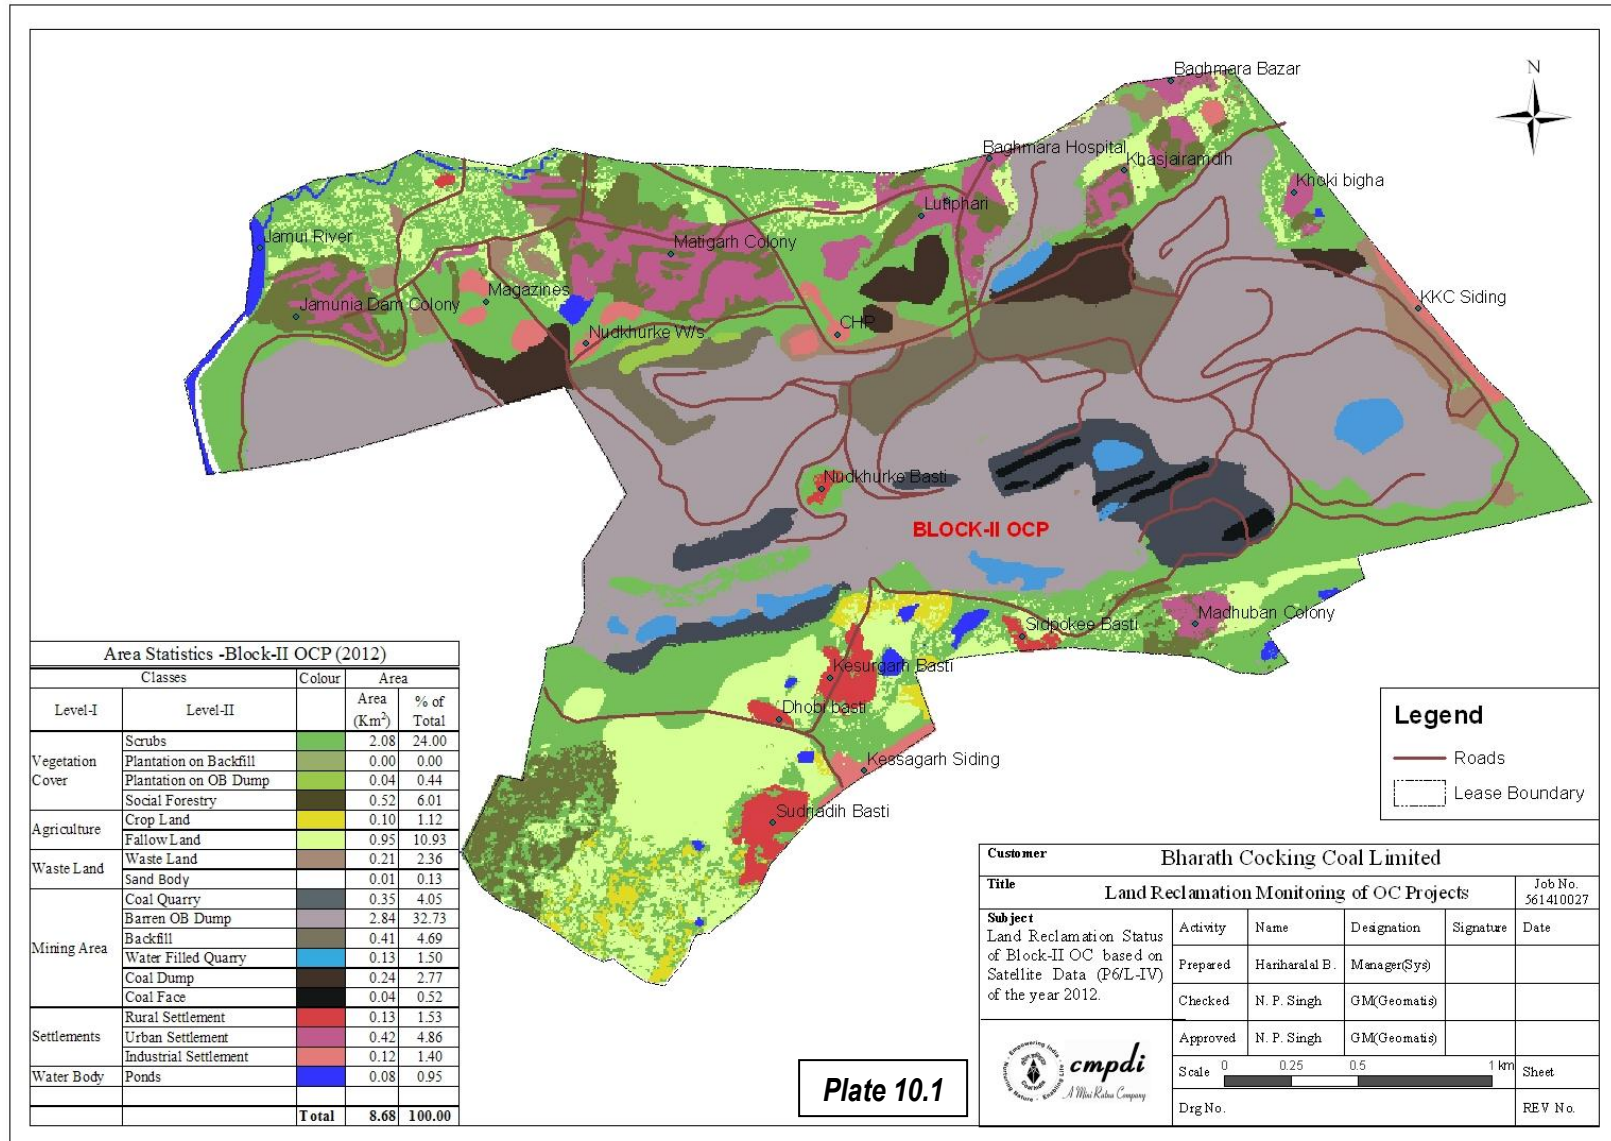 N
Baghmara Bazar
Baghmara Hospital
Khasjairamdih
Khoki bigha
Jamui River
Lutiphari
Matigarh Colony
Magazines
Jamunia Dam Colony
KKC Siding
CHP
Nudkhurke W/s
Nudkhurke Basti
BLOCK-II OCP
Madhuban Colony
Sidpokee Basti
Kesurgarh Basti
Dhobi basti
Kessagarh Siding
Sudriadih Basti
Area Statistics -Block-II OCP (2012)
Classes Colour Area
Level-I Level-II Area (Km²) % of Total
Vegetation Cover
Scrubs 2.08 24.00
Plantation on Backfill 0.00 0.00
Plantation on OB Dump 0.04 0.44
Social Forestry 0.52 6.01
Agriculture
Crop Land 0.10 1.12
Fallow Land 0.95 10.93
Waste Land
Waste Land 0.21 2.36
Sand Body 0.01 0.13
Mining Area
Coal Quarry 0.35 4.05
Barren OB Dump 2.84 32.73
Backfill 0.41 4.69
Water Filled Quarry 0.13 1.50
Coal Dump 0.24 2.77
Coal Face 0.04 0.52
Settlements
Rural Settlement 0.13 1.53
Urban Settlement 0.42 4.86
Industrial Settlement 0.12 1.40
Water Body Ponds 0.08 0.95
Total 8.68 100.00
Plate 10.1
Legend
Roads
Lease Boundary
Customer Bharath Cocking Coal Limited
Title Land Reclamation Monitoring of OC Projects
Job No.
561410027
Subject
Land Reclamation Status
of Block-II OC based on
Satellite Data (P6/L-IV)
of the year 2012.
Activity Name Designation Signature Date
Prepared Hariharalal B. Manager(Sys)
Checked N. P. Singh GM(Geomatis)
Approved N. P. Singh GM(Geomatis)
Scale 0 0.25 0.5 1 km Sheet
Drg No. REV No.
cmpdi
A Mini Ratna Company